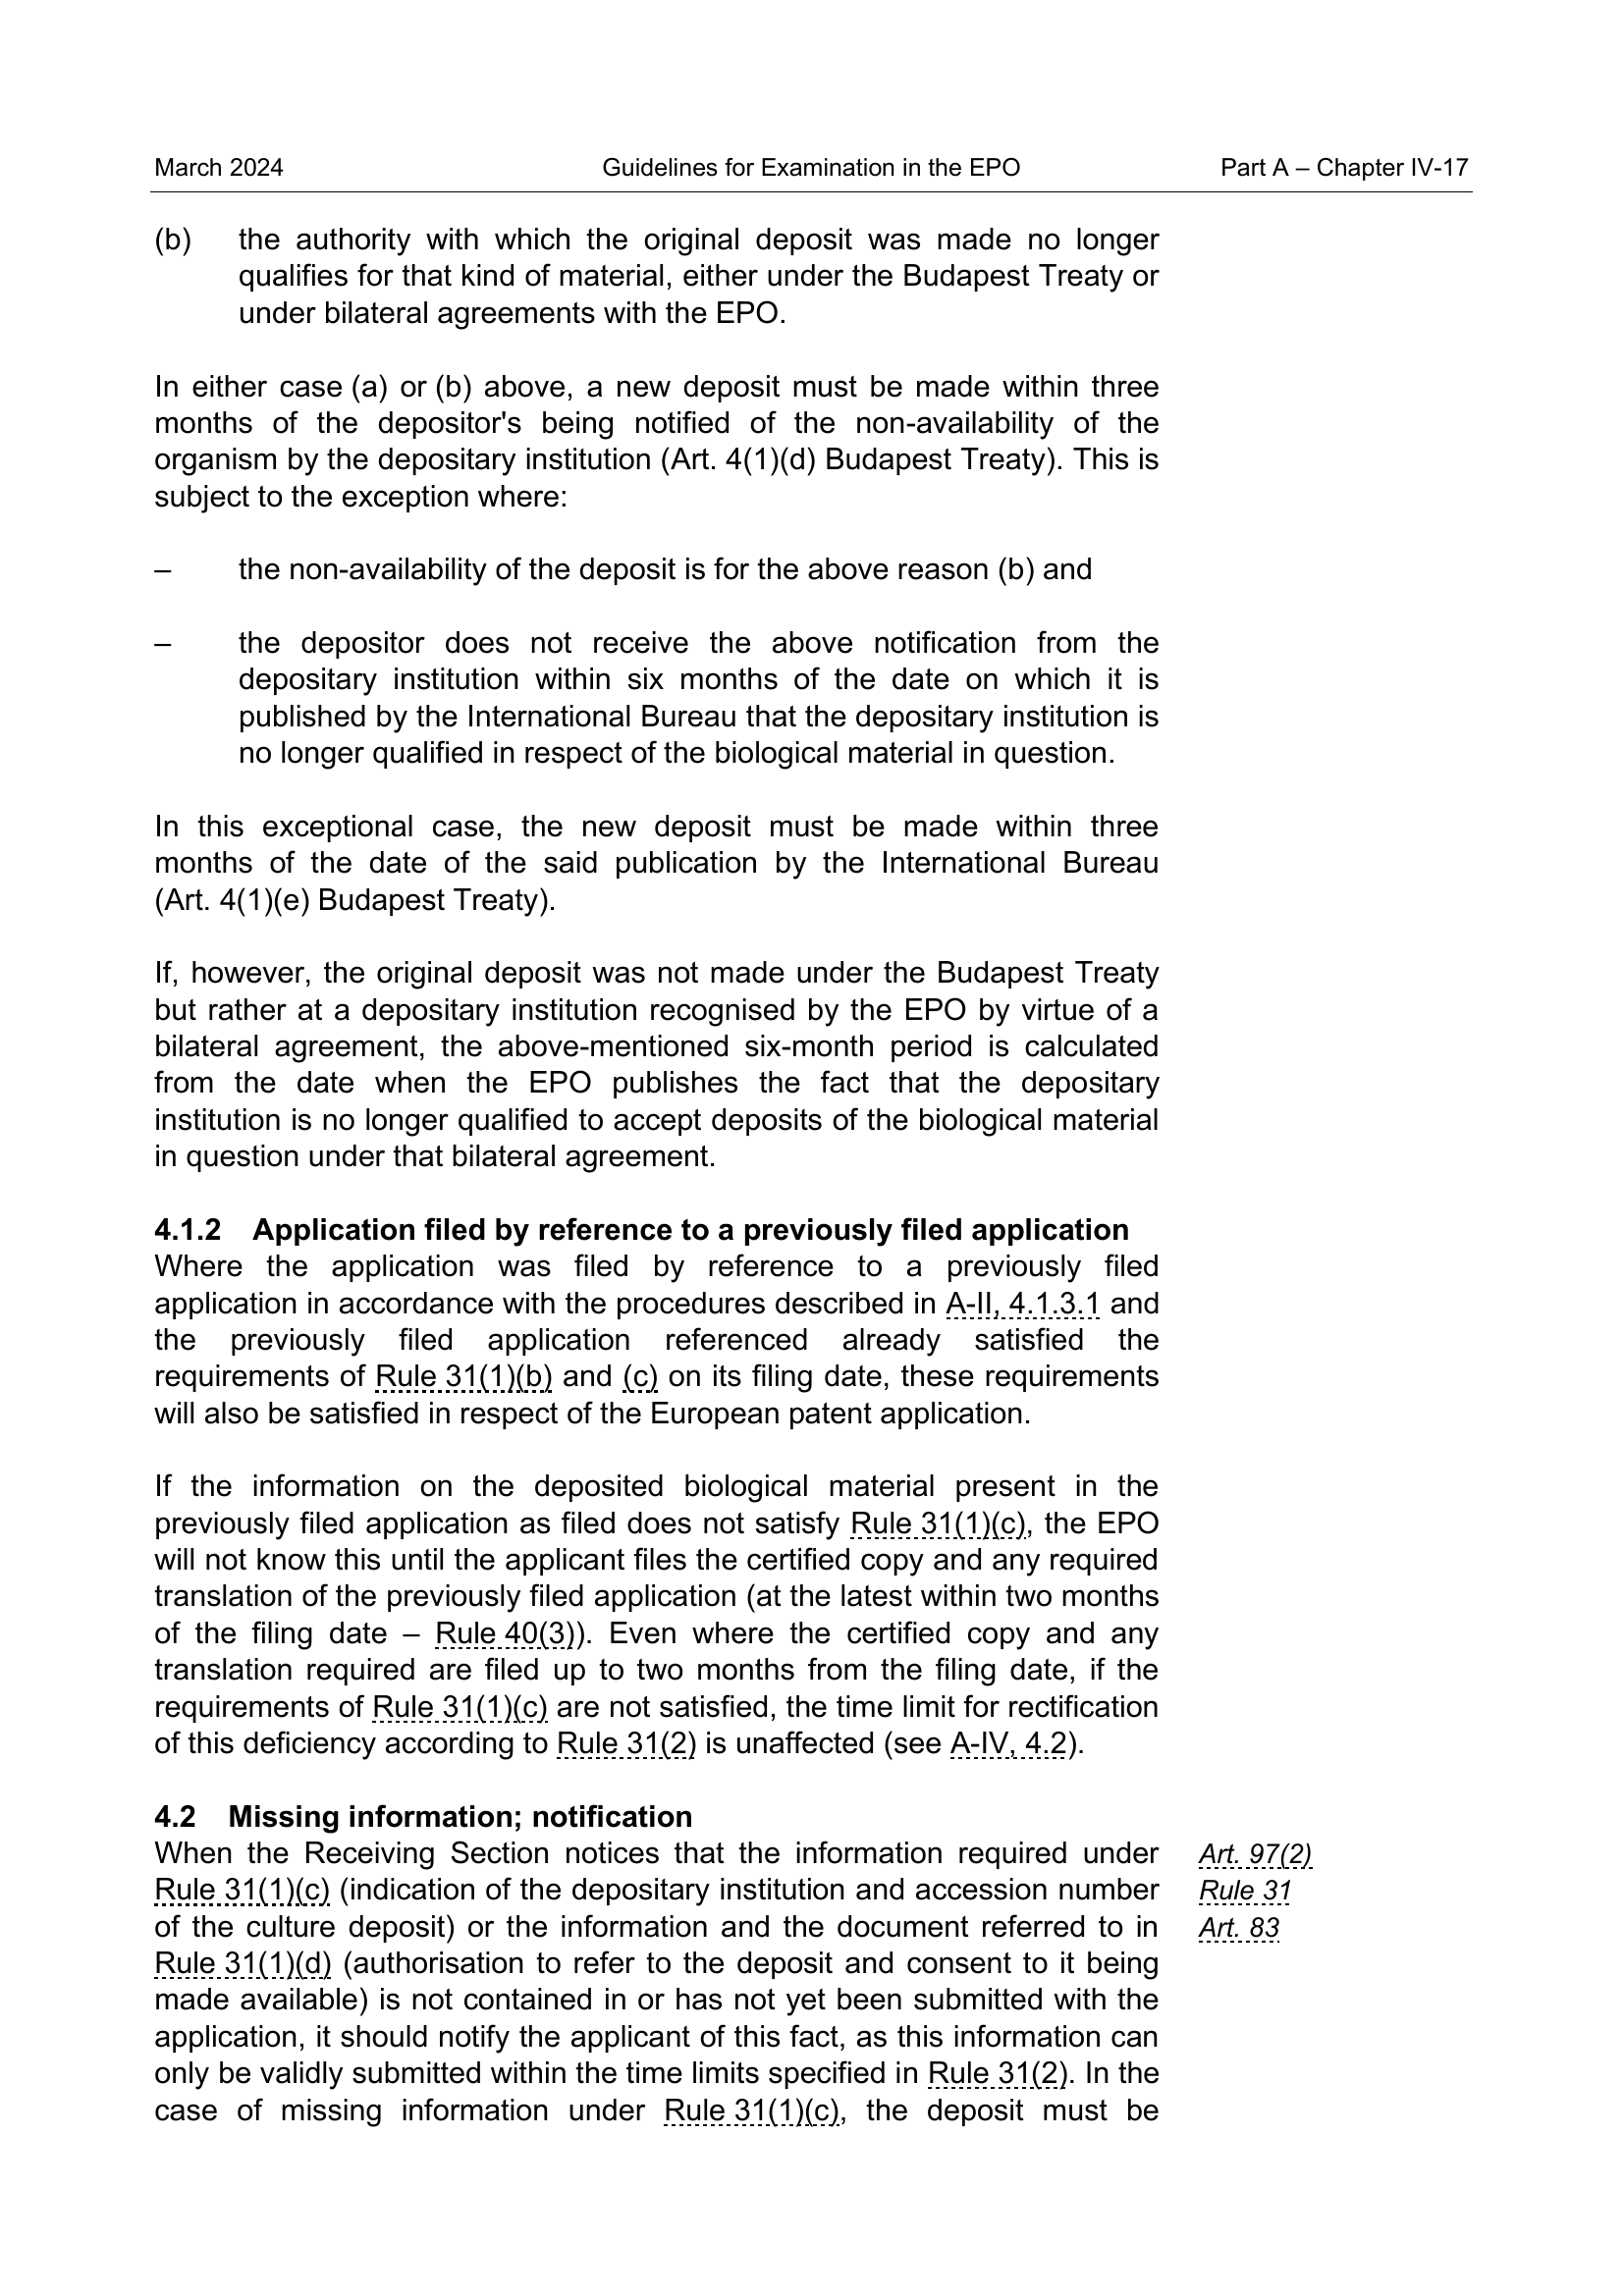 March 2024 Guidelines for Examination in the EPO Part A – Chapter IV-17
(b) the authority with which the original deposit was made no longer
qualifies for that kind of material, either under the Budapest Treaty or
under bilateral agreements with the EPO.
In either case (a) or (b) above, a new deposit must be made within three
months of the depositor's being notified of the non-availability of the
organism by the depositary institution (Art. 4(1)(d) Budapest Treaty). This is
subject to the exception where:
– the non-availability of the deposit is for the above reason (b) and
– the depositor does not receive the above notification from the
depositary institution within six months of the date on which it is
published by the International Bureau that the depositary institution is
no longer qualified in respect of the biological material in question.
In this exceptional case, the new deposit must be made within three
months of the date of the said publication by the International Bureau
(Art. 4(1)(e) Budapest Treaty).
If, however, the original deposit was not made under the Budapest Treaty
but rather at a depositary institution recognised by the EPO by virtue of a
bilateral agreement, the above-mentioned six-month period is calculated
from the date when the EPO publishes the fact that the depositary
institution is no longer qualified to accept deposits of the biological material
in question under that bilateral agreement.
4.1.2 Application filed by reference to a previously filed application
Where the application was filed by reference to a previously filed
application in accordance with the procedures described in A-II, 4.1.3.1 and
the previously filed application referenced already satisfied the
requirements of Rule 31(1)(b) and (c) on its filing date, these requirements
will also be satisfied in respect of the European patent application.
If the information on the deposited biological material present in the
previously filed application as filed does not satisfy Rule 31(1)(c), the EPO
will not know this until the applicant files the certified copy and any required
translation of the previously filed application (at the latest within two months
of the filing date – Rule 40(3)). Even where the certified copy and any
translation required are filed up to two months from the filing date, if the
requirements of Rule 31(1)(c) are not satisfied, the time limit for rectification
of this deficiency according to Rule 31(2) is unaffected (see A-IV, 4.2).
4.2 Missing information; notification
When the Receiving Section notices that the information required under
Rule 31(1)(c) (indication of the depositary institution and accession number
of the culture deposit) or the information and the document referred to in
Rule 31(1)(d) (authorisation to refer to the deposit and consent to it being
made available) is not contained in or has not yet been submitted with the
application, it should notify the applicant of this fact, as this information can
only be validly submitted within the time limits specified in Rule 31(2). In the
case of missing information under Rule 31(1)(c), the deposit must be
Art. 97(2)
Rule 31
Art. 83